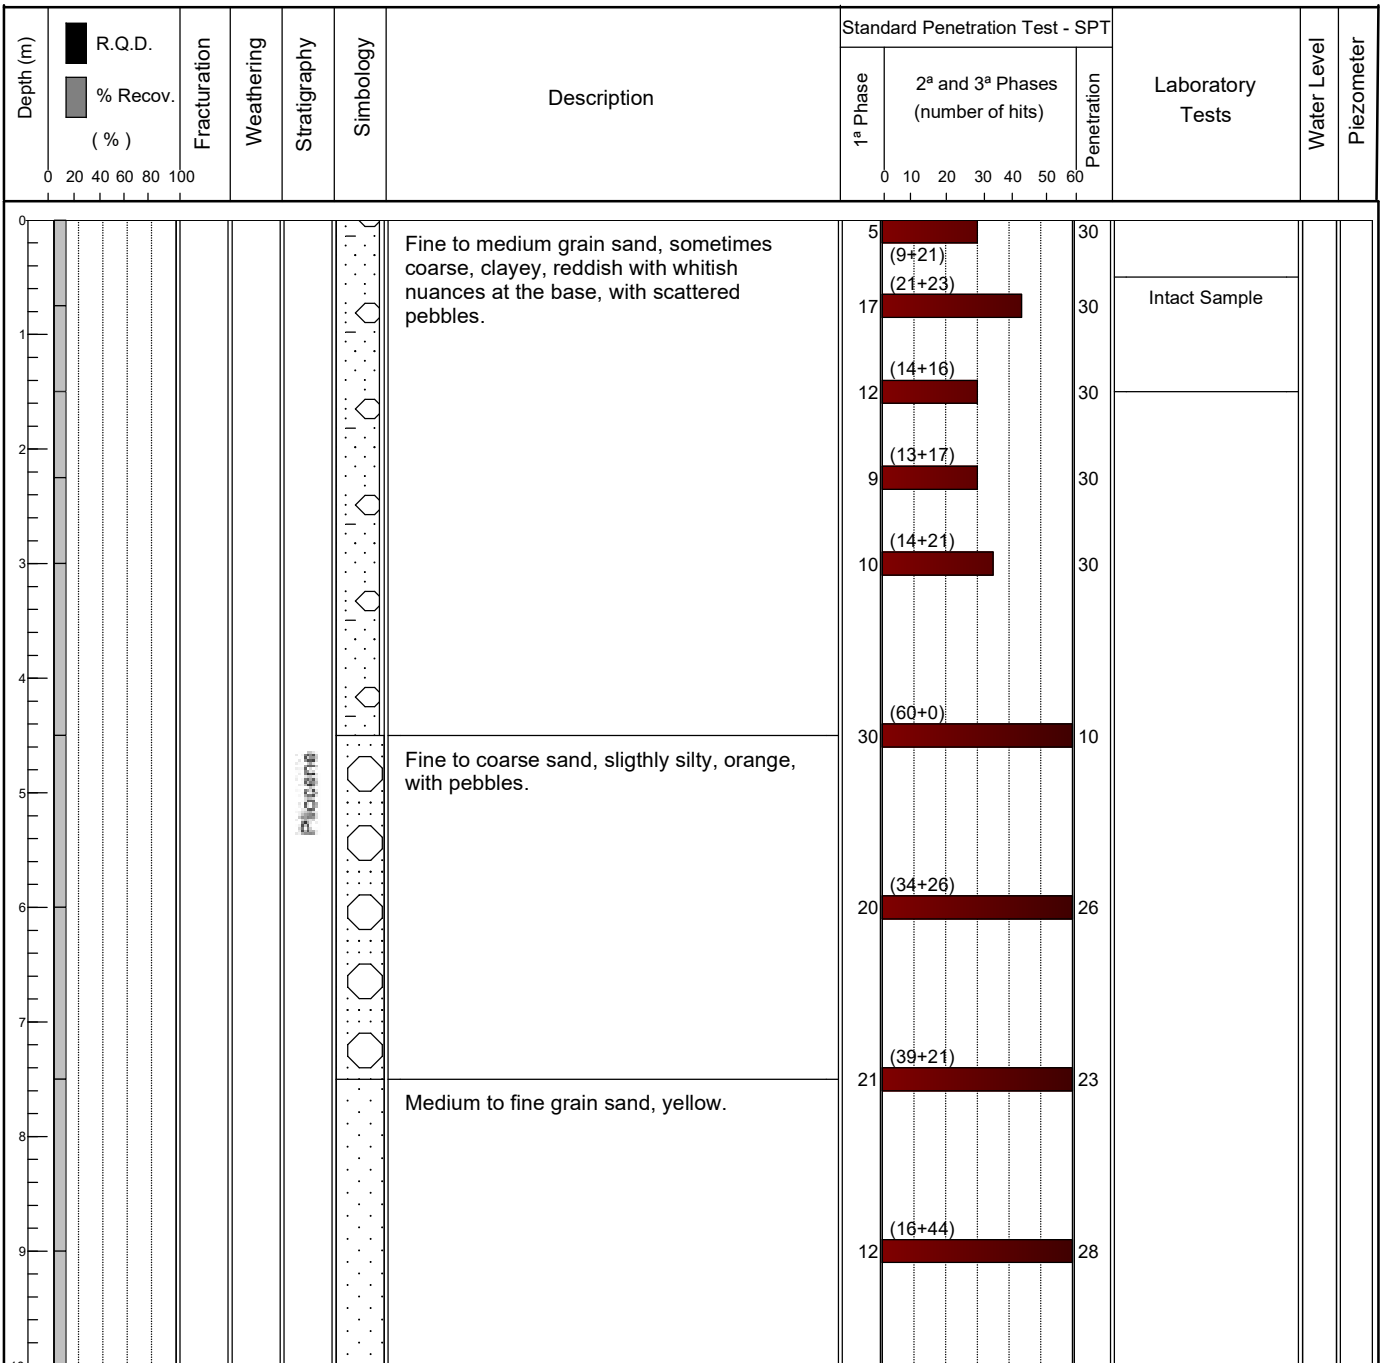 Depth (m)
R.Q.D.
% Recov.
( % )
0 20 40 60 80 100
Fracturation
Weathering
Stratigraphy
Simbology
Description
Standard Penetration Test - SPT
1ª Phase
2ª and 3ª Phases
(number of hits)
0 10 20 30 40 50 60
Penetration
Laboratory
Tests
Water Level
Piezometer
0
Fine to medium grain sand, sometimes
coarse, clayey, reddish with whitish
nuances at the base, with scattered
pebbles.
5 30
(9+21)
(21+23)
17 30
Intact Sample
1
(14+16)
12 30
2
(13+17)
9 30
(14+21)
3
10 30
4
(60+0)
30 10
Fine to coarse sand, sligthly silty, orange,
with pebbles.
Pliocene
5
(34+26)
6
20 26
7
(39+21)
21 23
Medium to fine grain sand, yellow.
8
(16+44)
9
12 28